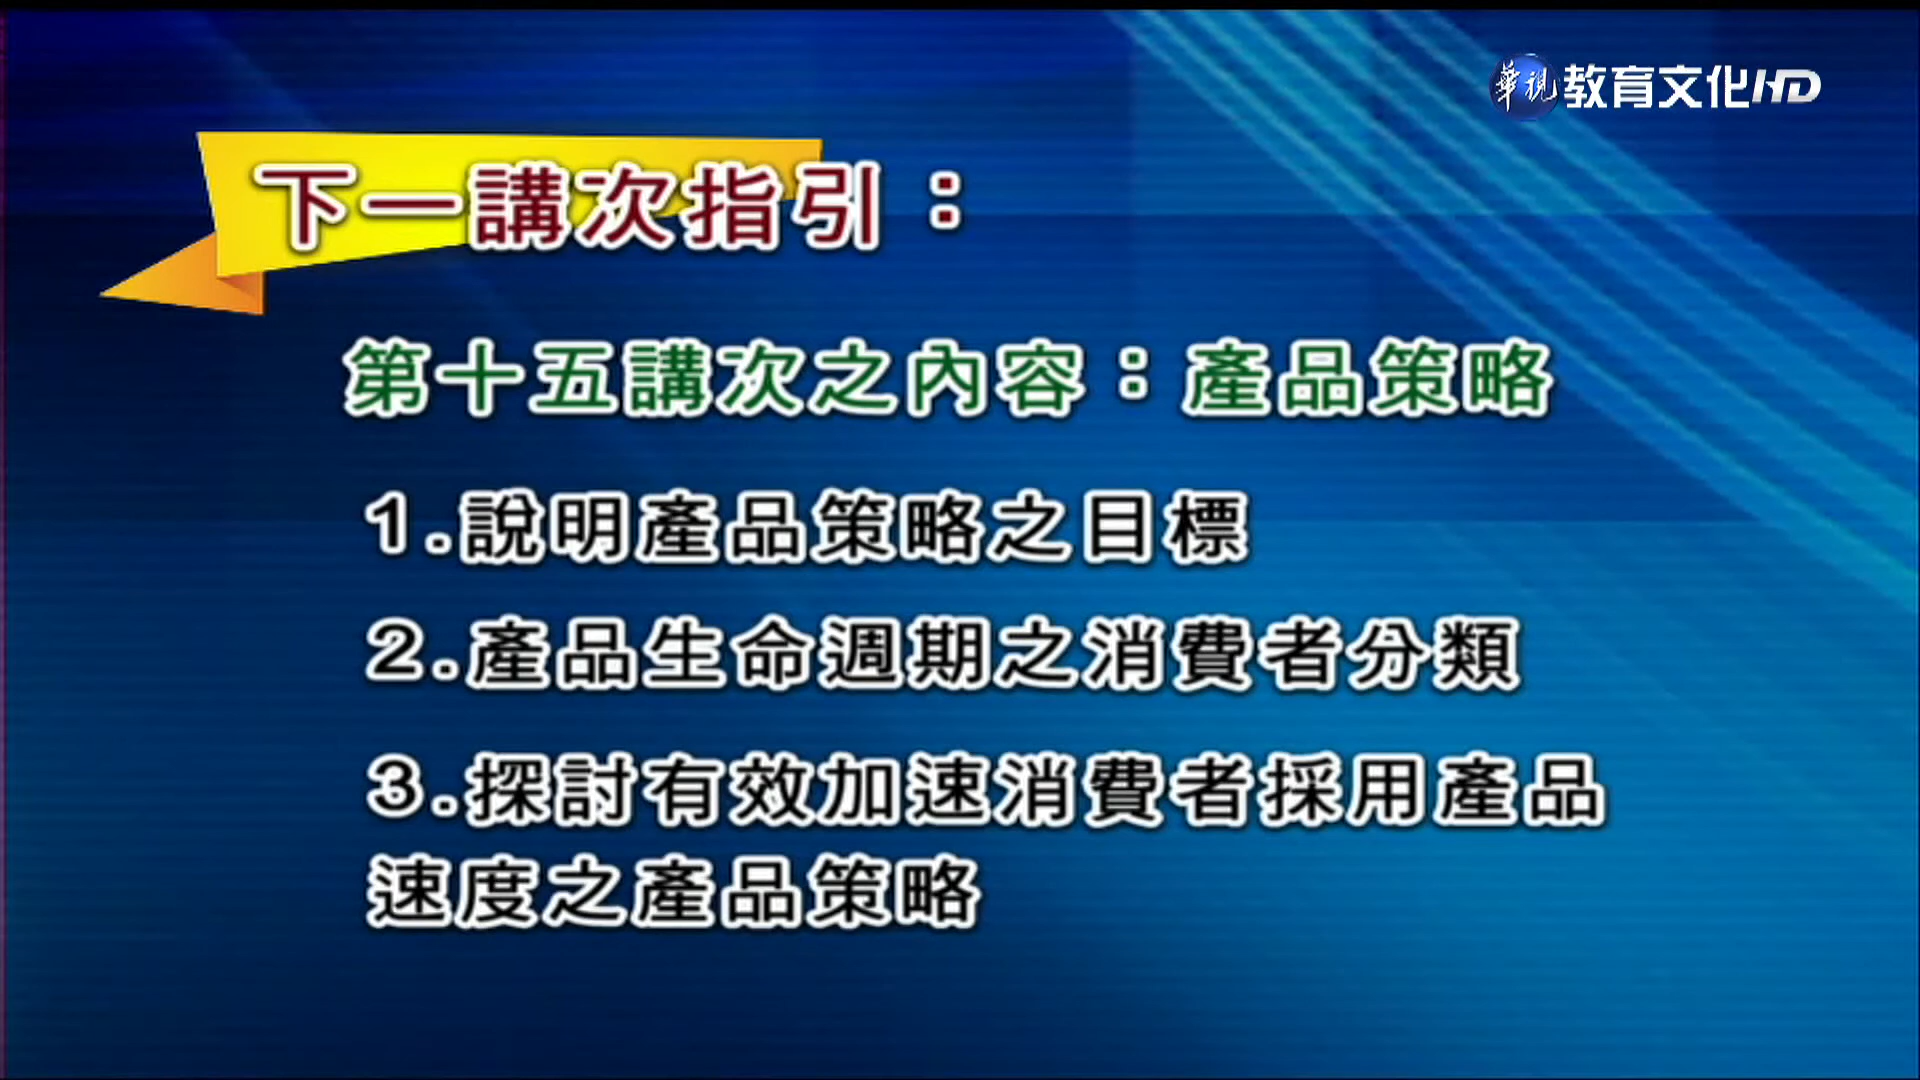 華視 教育文化HD
下一講次指引：
第十五講次之內容：產品策略
1.說明產品策略之目標
2.產品生命週期之消費者分類
3.探討有效加速消費者採用產品
速度之產品策略